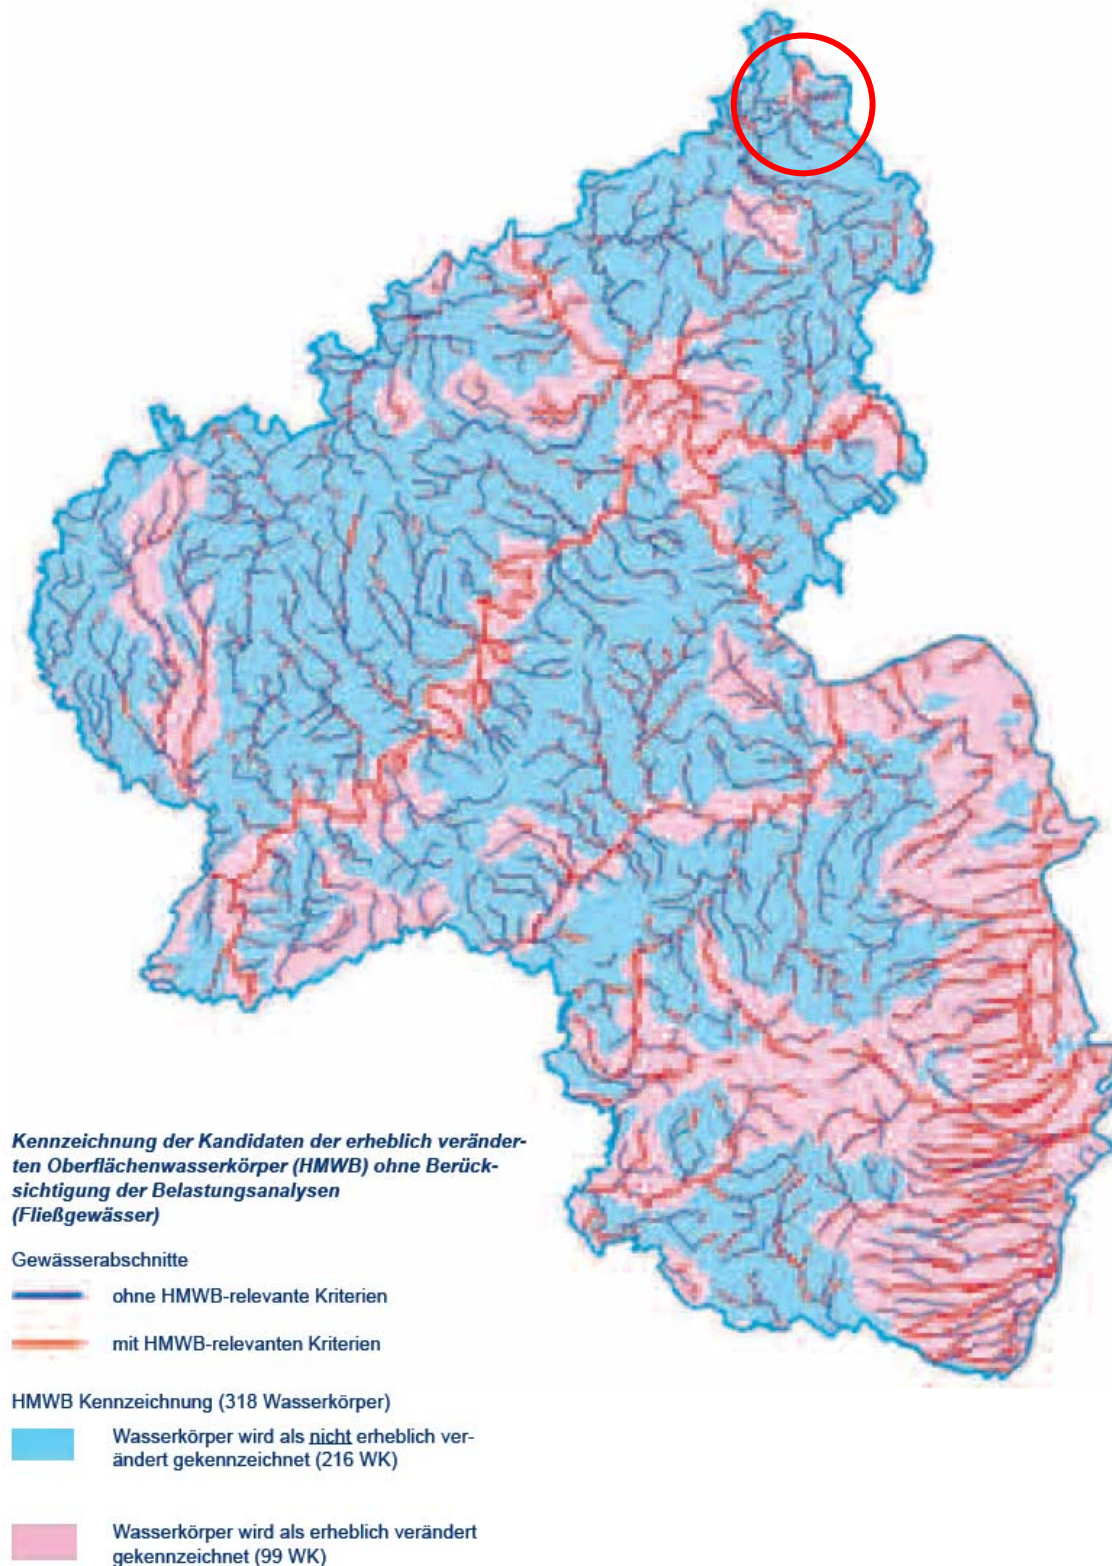 Kennzeichnung der Kandidaten der erheblich veränder-
ten Oberflächenwasserkörper (HMWB) ohne Berück-
sichtigung der Belastungsanalysen
(Fließgewässer)
Gewässerabschnitte
ohne HMWB-relevante Kriterien
mit HMWB-relevanten Kriterien
HMWB Kennzeichnung (318 Wasserkörper)
Wasserkörper wird als nicht erheblich ver-
ändert gekennzeichnet (216 WK)
Wasserkörper wird als erheblich verändert
gekennzeichnet (99 WK)